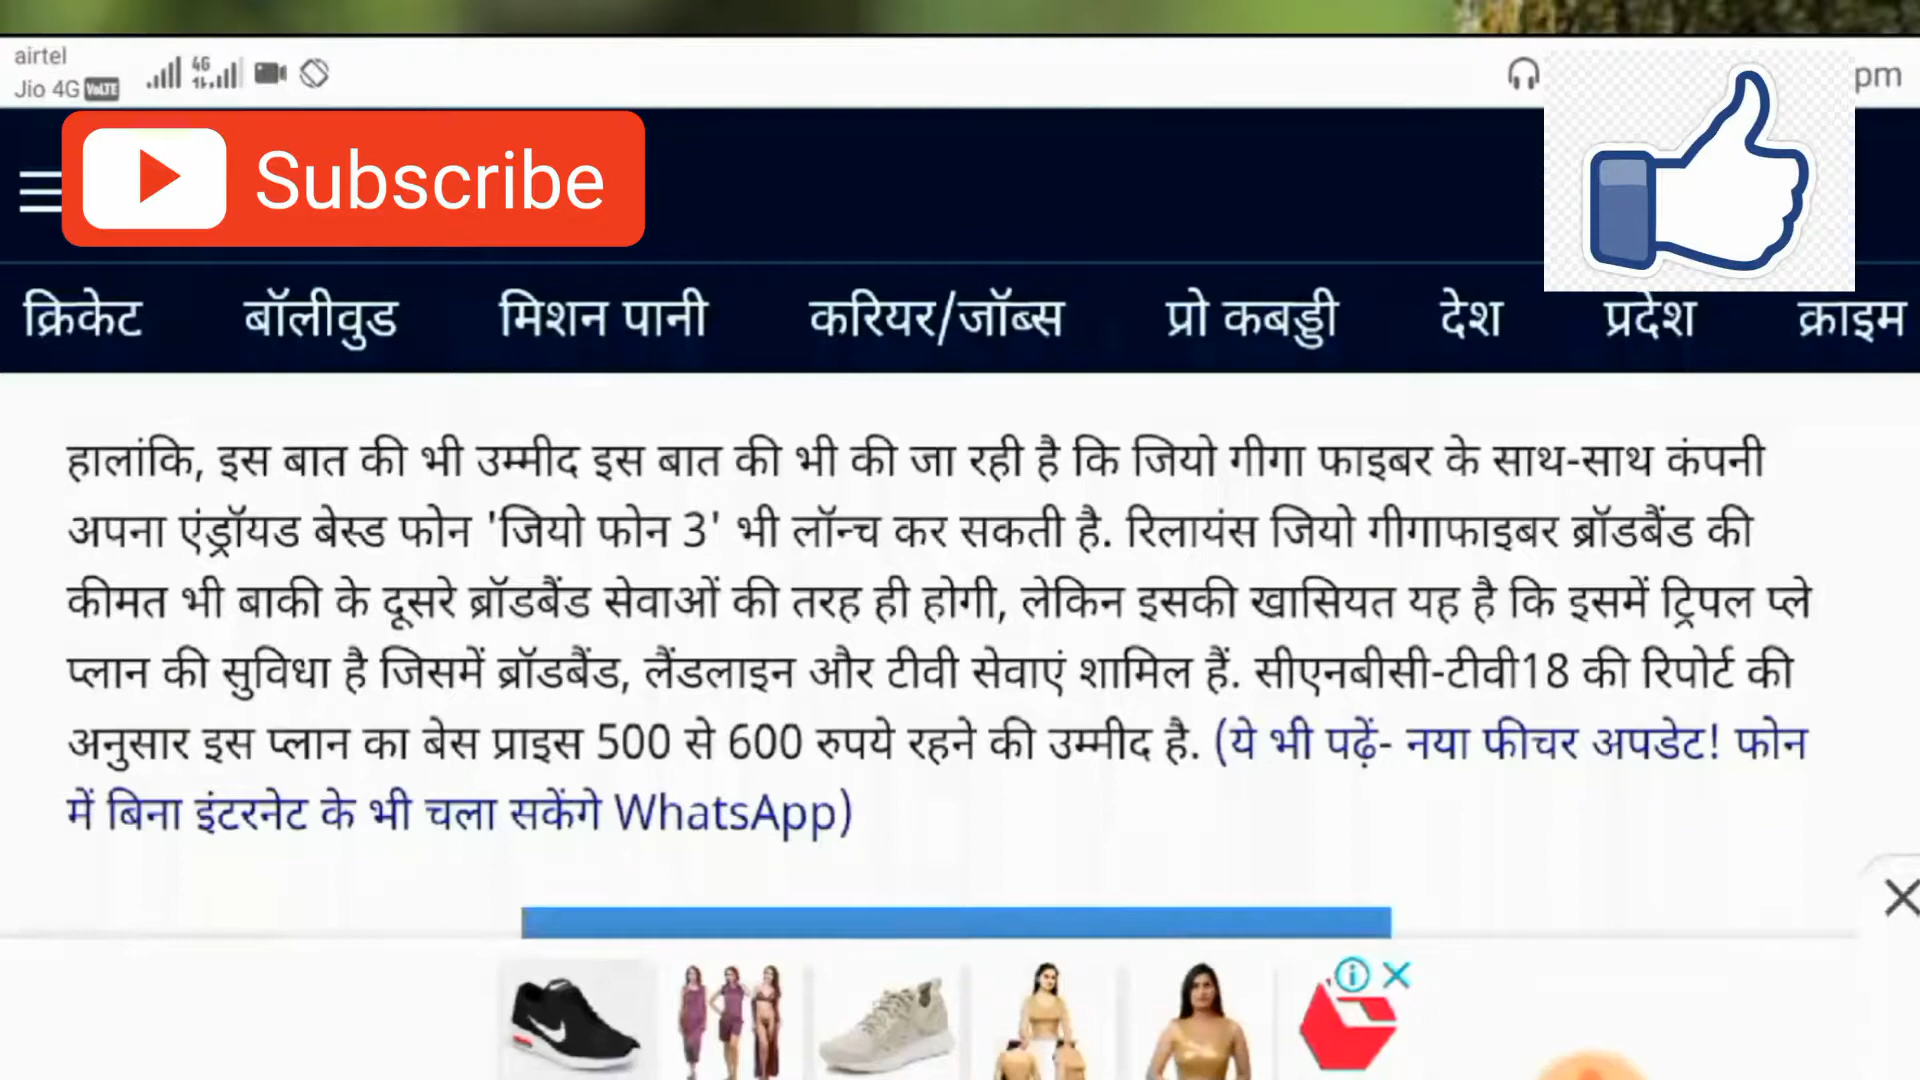 airtel
Jio 4G VoLTE
4G
pm
Subscribe
क्रिकेट बॉलीवुड मिशन पानी करियर/जॉब्स प्रो कबड्डी देश प्रदेश क्राइम
हालांकि, इस बात की भी उम्मीद इस बात की भी की जा रही है कि जियो गीगा फाइबर के साथ-साथ कंपनी
अपना एंड्रॉयड बेस्ड फोन 'जियो फोन 3' भी लॉन्च कर सकती है. रिलायंस जियो गीगाफाइबर ब्रॉडबैंड की
कीमत भी बाकी के दूसरे ब्रॉडबैंड सेवाओं की तरह ही होगी, लेकिन इसकी खासियत यह है कि इसमें ट्रिपल प्ले
प्लान की सुविधा है जिसमें ब्रॉडबैंड, लैंडलाइन और टीवी सेवाएं शामिल हैं. सीएनबीसी-टीवी18 की रिपोर्ट की
अनुसार इस प्लान का बेस प्राइस 500 से 600 रुपये रहने की उम्मीद है. (ये भी पढ़ें- नया फीचर अपडेट! फोन
में बिना इंटरनेट के भी चला सकेंगे WhatsApp)